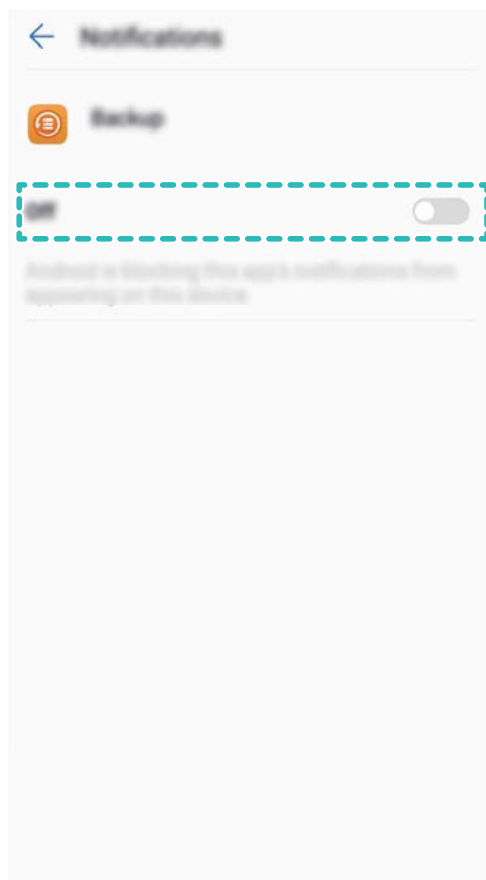 Notifications
Backup
Off
Android is blocking this app's notifications from
appearing on this device